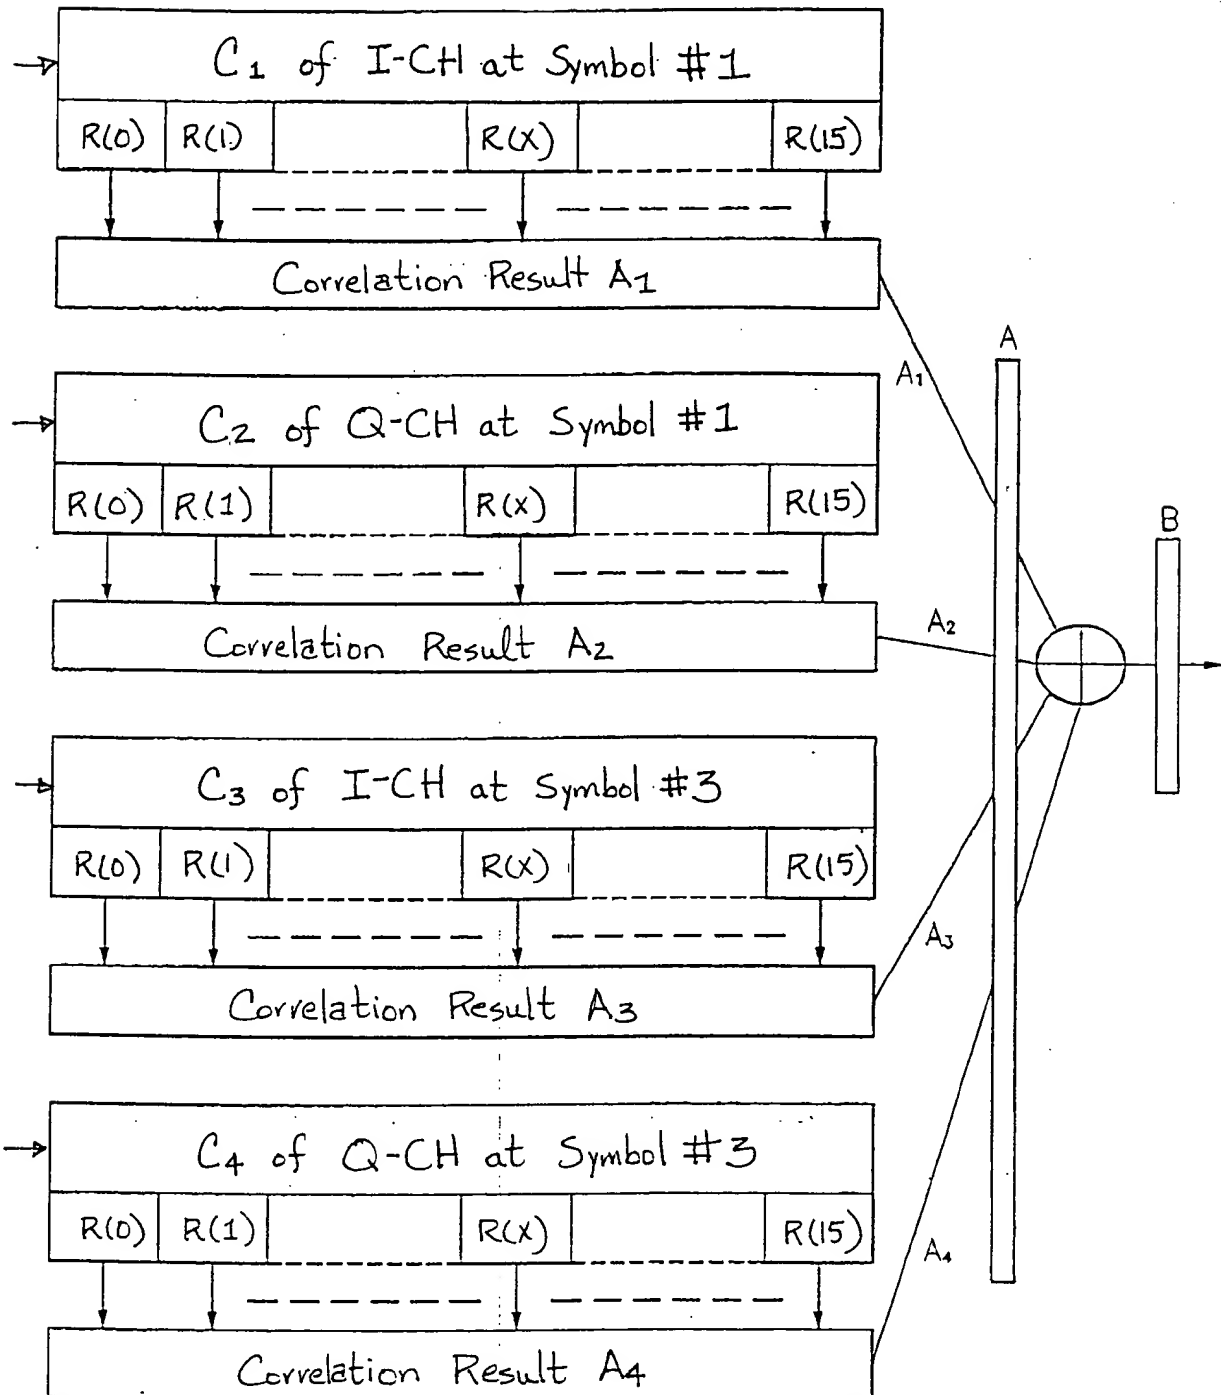 C1 of I-CH at Symbol #1
R(0) R(1) R(X) R(15)
Correlation Result A1
A
A1
C2 of Q-CH at Symbol #1
R(0) R(1) R(X) R(15)
B
Correlation Result A2
A2
C3 of I-CH at Symbol #3
R(0) R(1) R(X) R(15)
A3
Correlation Result A3
C4 of Q-CH at Symbol #3
R(0) R(1) R(X) R(15)
A4
Correlation Result A4